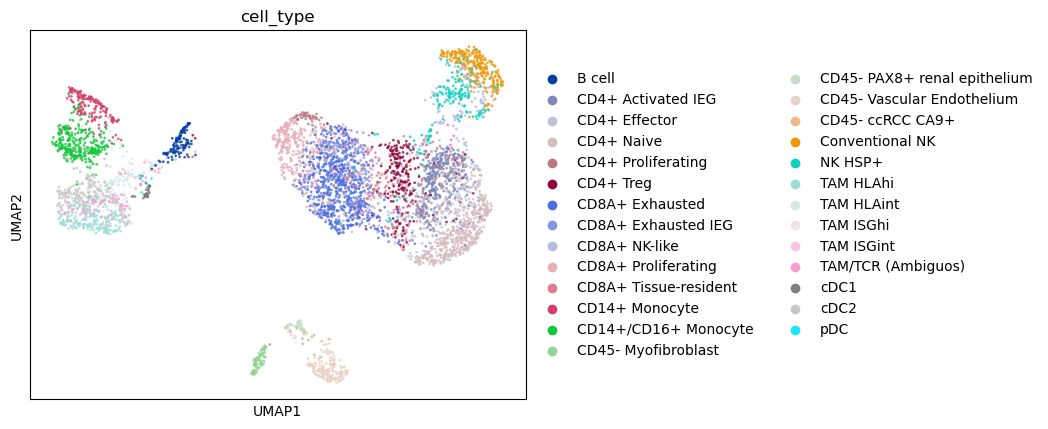 cell_type
UMAP2
UMAP1
B cell
CD4+ Activated IEG
CD4+ Effector
CD4+ Naive
CD4+ Proliferating
CD4+ Treg
CD8A+ Exhausted
CD8A+ Exhausted IEG
CD8A+ NK-like
CD8A+ Proliferating
CD8A+ Tissue-resident
CD14+ Monocyte
CD14+/CD16+ Monocyte
CD45- Myofibroblast
CD45- PAX8+ renal epithelium
CD45- Vascular Endothelium
CD45- ccRCC CA9+
Conventional NK
NK HSP+
TAM HLAhi
TAM HLAint
TAM ISGhi
TAM ISGint
TAM/TCR (Ambiguos)
cDC1
cDC2
pDC